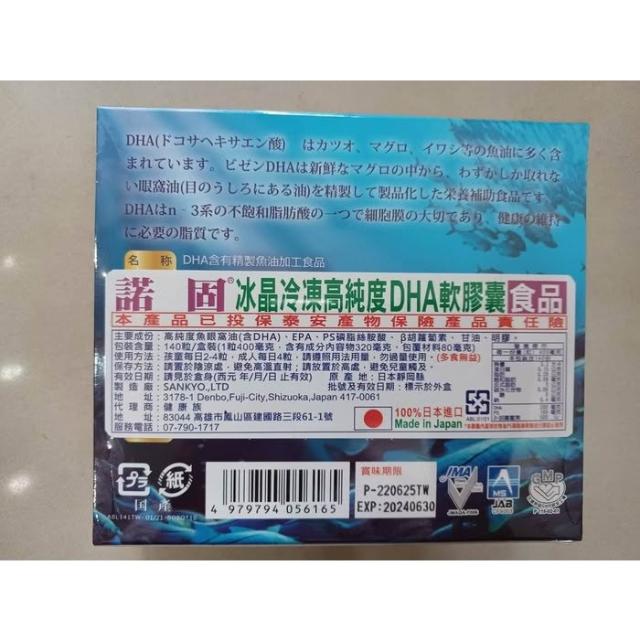 DHA(ドコサヘキサエン酸) はカツオ、マグロ、イワシ等の魚油に多く含
まれています。ビゼンDHAは新鮮なマグロの中から、わずかしか取れな
い眼窩油(目のうしろにある油)を精製して製品化した栄養補助食品です。
DHAはn‐3系の不飽和脂肪酸の一つで細胞膜の大切であり、健康の維持
に必要の脂質です。
名 称 DHA含有精製魚油加工食品
諾固® 冰晶冷凍高純度DHA軟膠囊 食品
本產品已投保泰安產物保險產品責任險
主要成份: 高純度魚眼窩油(含DHA)、EPA、PS磷脂絲胺酸、β胡蘿蔔素、甘油、明膠。
包裝含量: 140粒/盒裝(1粒400毫克,含有成分內容物320毫克,包覆材料80毫克)
使用方法: 孩童每日2-4粒,成人每日4粒,請遵照用法用量,勿過量使用。(多食無益)
保存方法: 請置於陰涼處,避免高溫直射;請放置於高處,避免兒童觸及。
有效日期: 請見於盒身(西元 年/月/日 止有效) 原 產 地: 日本靜岡縣
製 造 廠: SANKYO,LTD 批號及有效日期: 標示於外盒
地 址: 3178-1 Denbo,Fuji-City,Shizuoka,Japan 417-0061
代 理 商: 健康族
地 址: 83044 高雄市鳳山區建國路三段61-1號
服務電話: 07-790-1717
100%日本進口
Made in Japan
プラ 紙
国 産
賞味期限
P-220625TW
EXP: 20240630
4 979794 056165
JMA
AMS
JAB
GMP